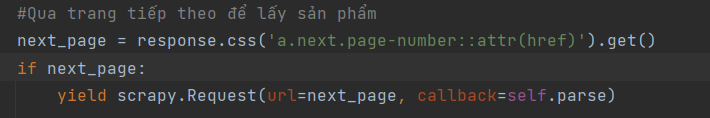 #Qua trang tiếp theo để lấy sản phẩm
next_page = response.css('a.next.page-number::attr(href)').get()
if next_page:
    yield scrapy.Request(url=next_page, callback=self.parse)